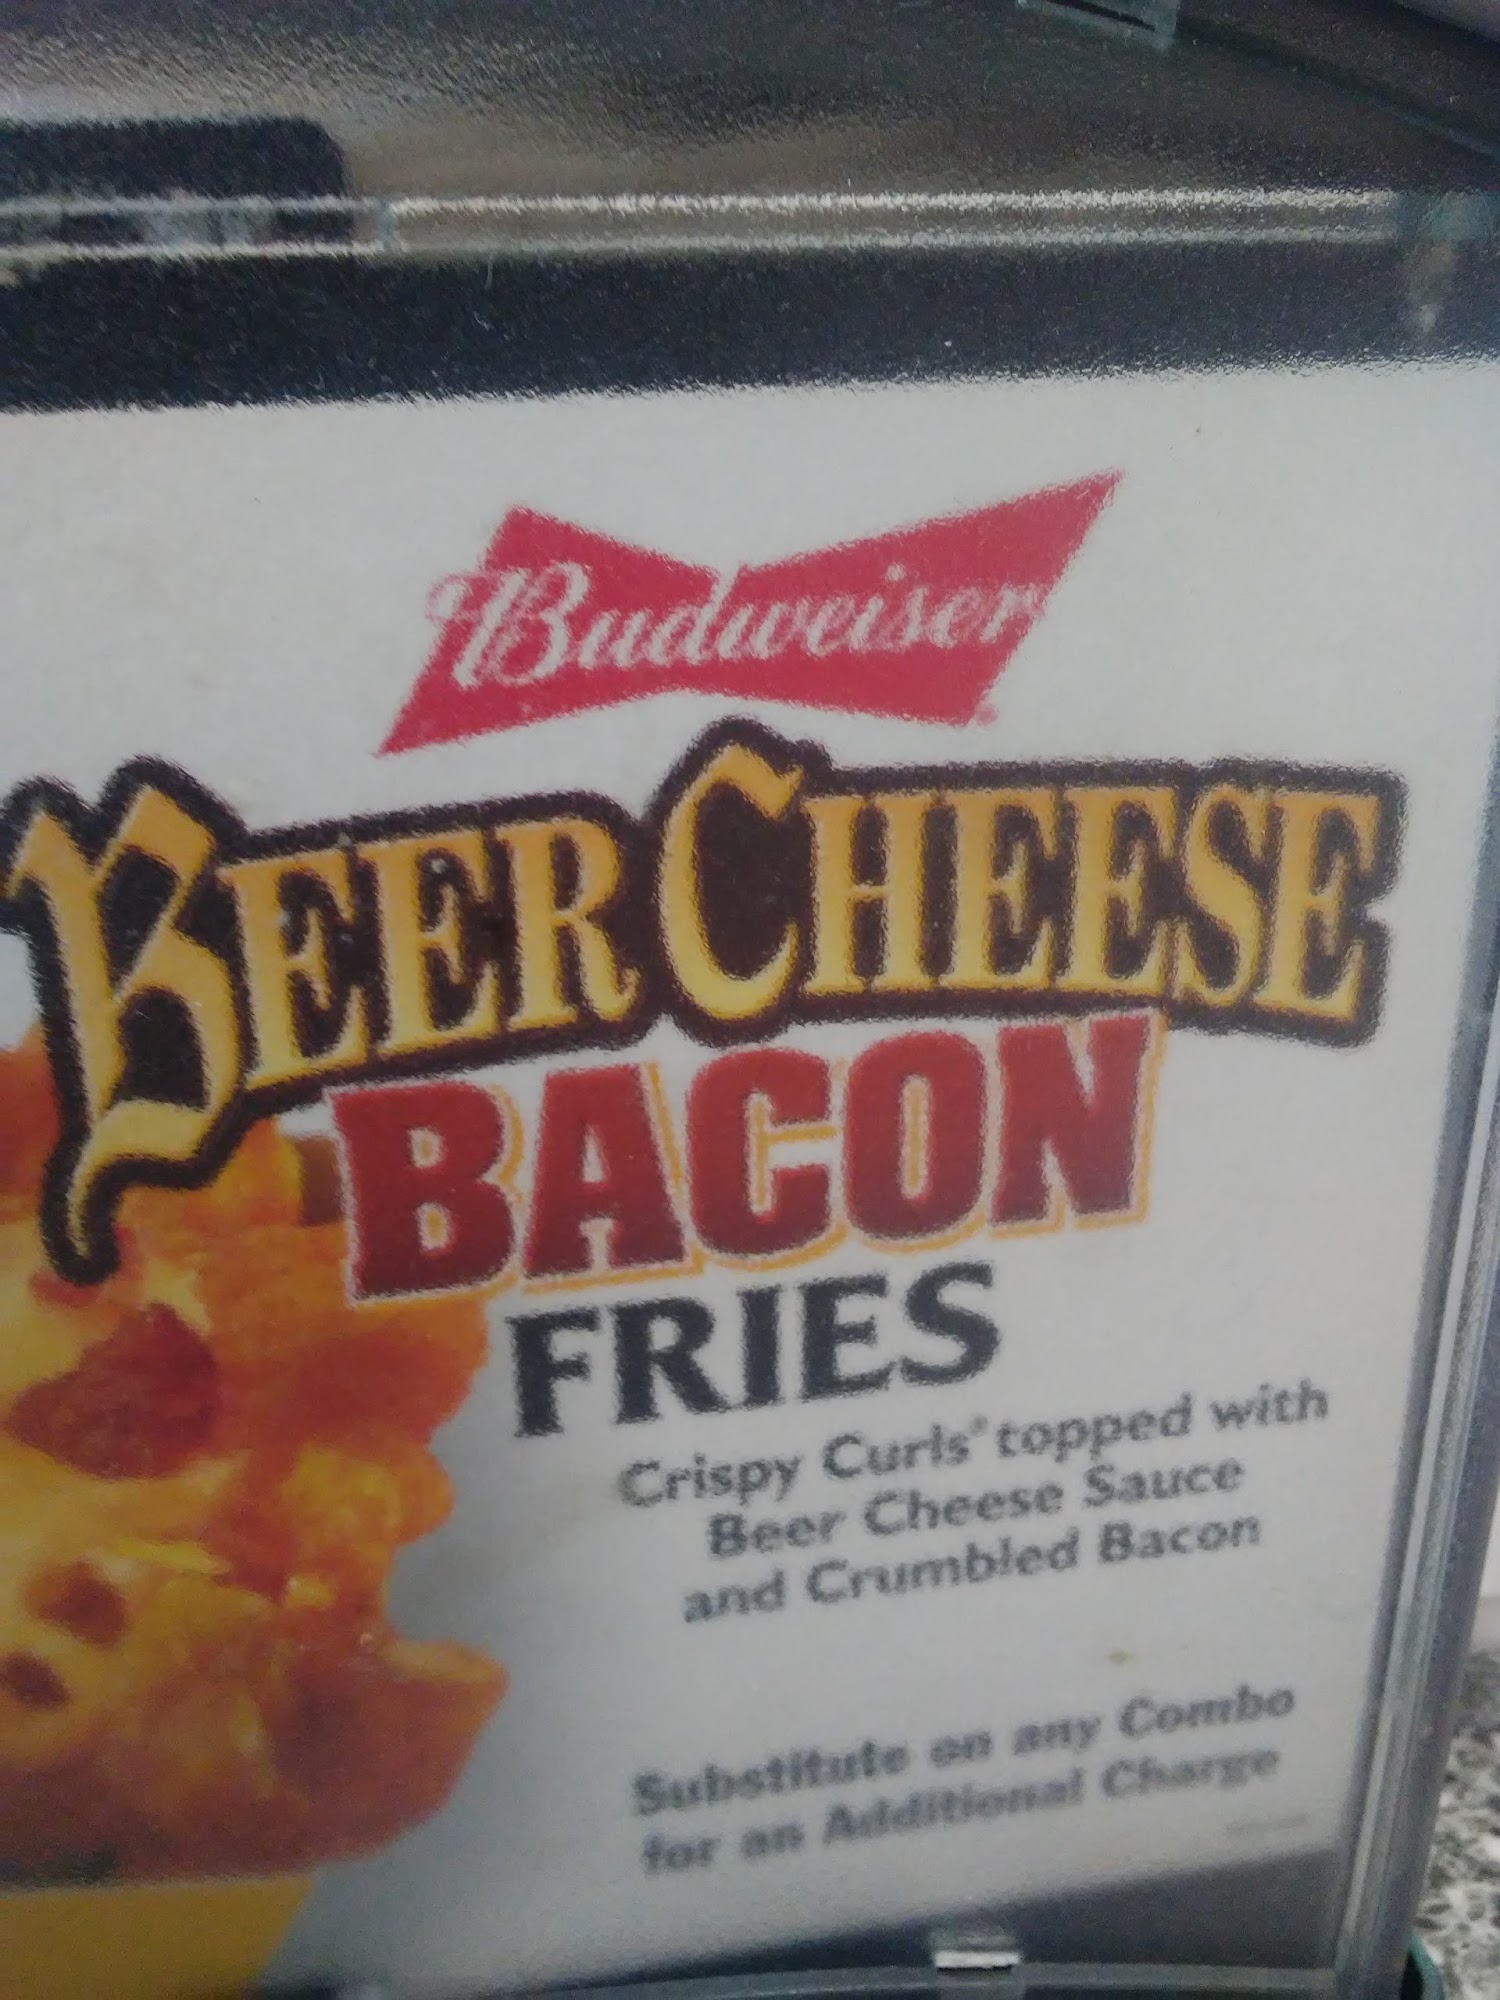 Budweiser
BEER CHEESE
BACON
FRIES
Crispy Curls® topped with
Beer Cheese Sauce
and Crumbled Bacon
Substitute on any Combo
for an Additional Charge